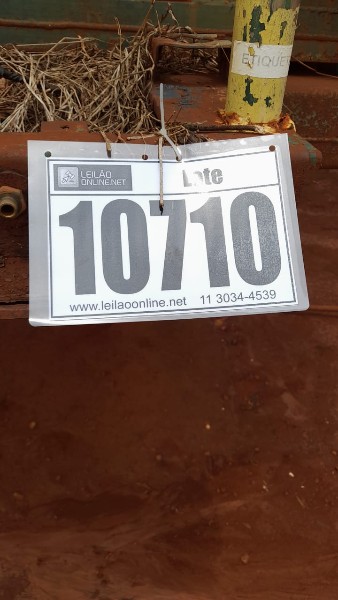 ETIQUET
LEILÃO
ONLINE.NET
Lote
10710
www.leilaoonline.net 11 3034-4539